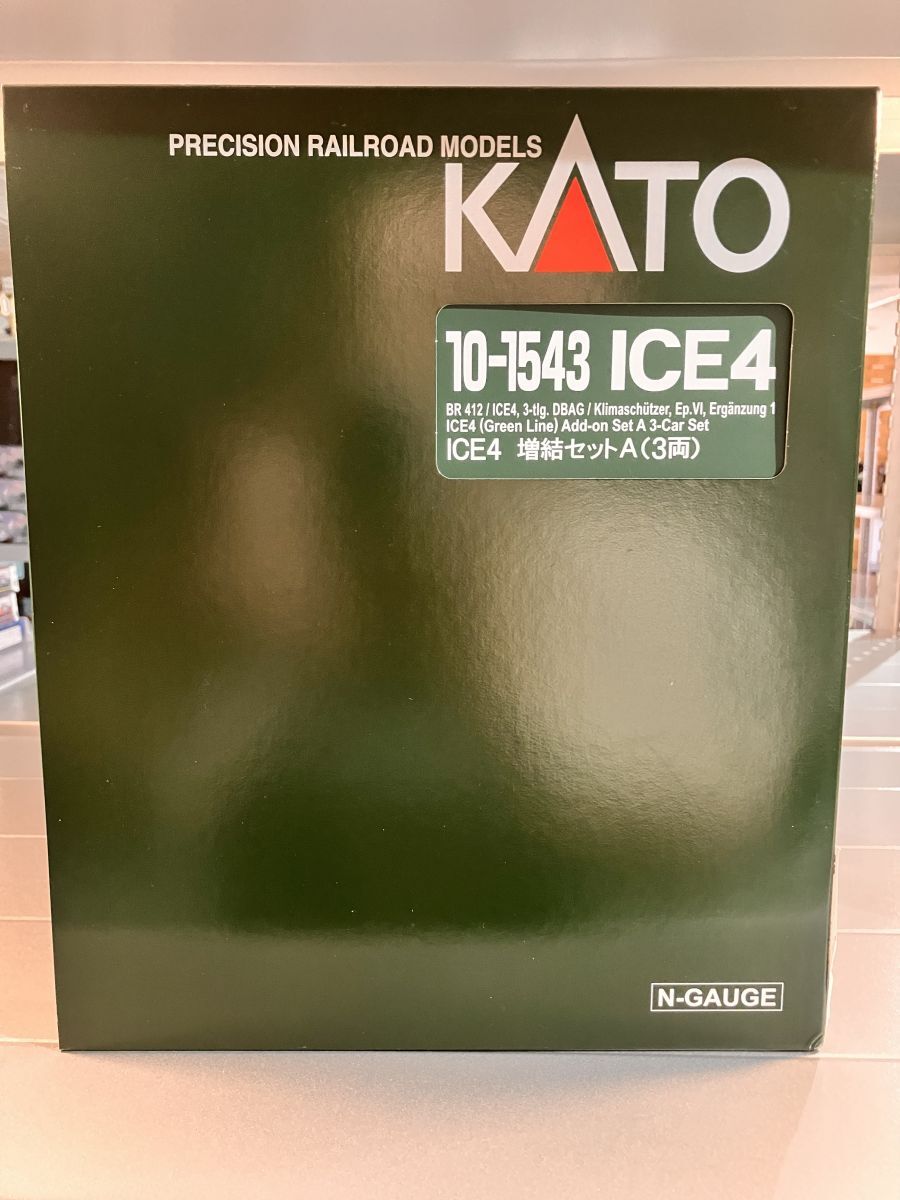 PRECISION RAILROAD MODELS
KATO
10-1543 ICE4
BR 412 / ICE4, 3-tlg. DBAG / Klimaschützer, Ep.VI, Ergänzung 1
ICE4 (Green Line) Add-on Set A 3-Car Set
ICE4 増結セットA(3両)
N-GAUGE